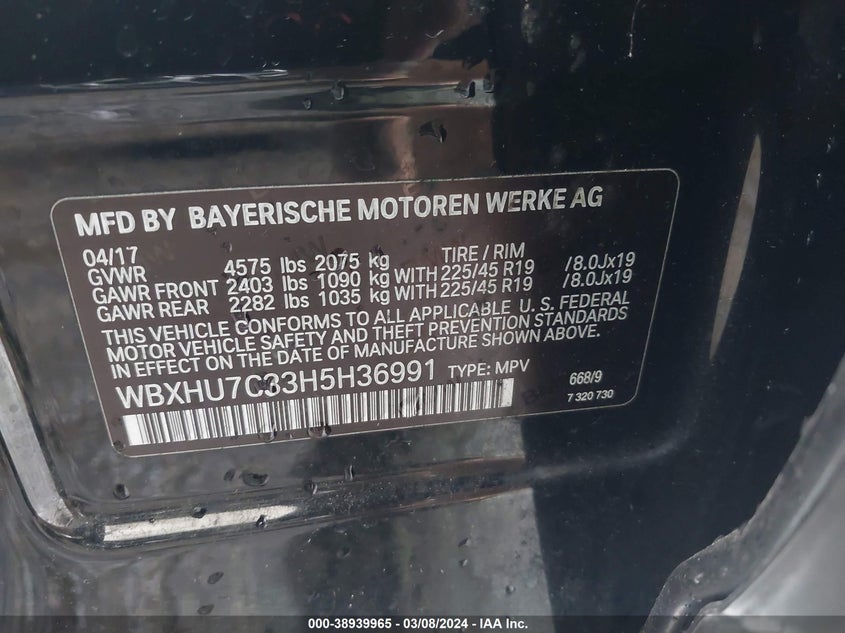 MFD BY BAYERISCHE MOTOREN WERKE AG
04/17 TIRE / RIM
GVWR 4575 lbs 2075 kg
GAWR FRONT 2403 lbs 1090 kg WITH 225/45 R19 /8.0Jx19
GAWR REAR 2282 lbs 1035 kg WITH 225/45 R19 /8.0Jx19
THIS VEHICLE CONFORMS TO ALL APPLICABLE U. S. FEDERAL
MOTOR VEHICLE SAFETY AND THEFT PREVENTION STANDARDS
IN EFFECT ON THE DATE OF MANUFACTURE SHOWN ABOVE.
WBXHU7C33H5H36991 TYPE: MPV 668/9
7 320 730
000-38939965 - 03/08/2024 - IAA Inc.